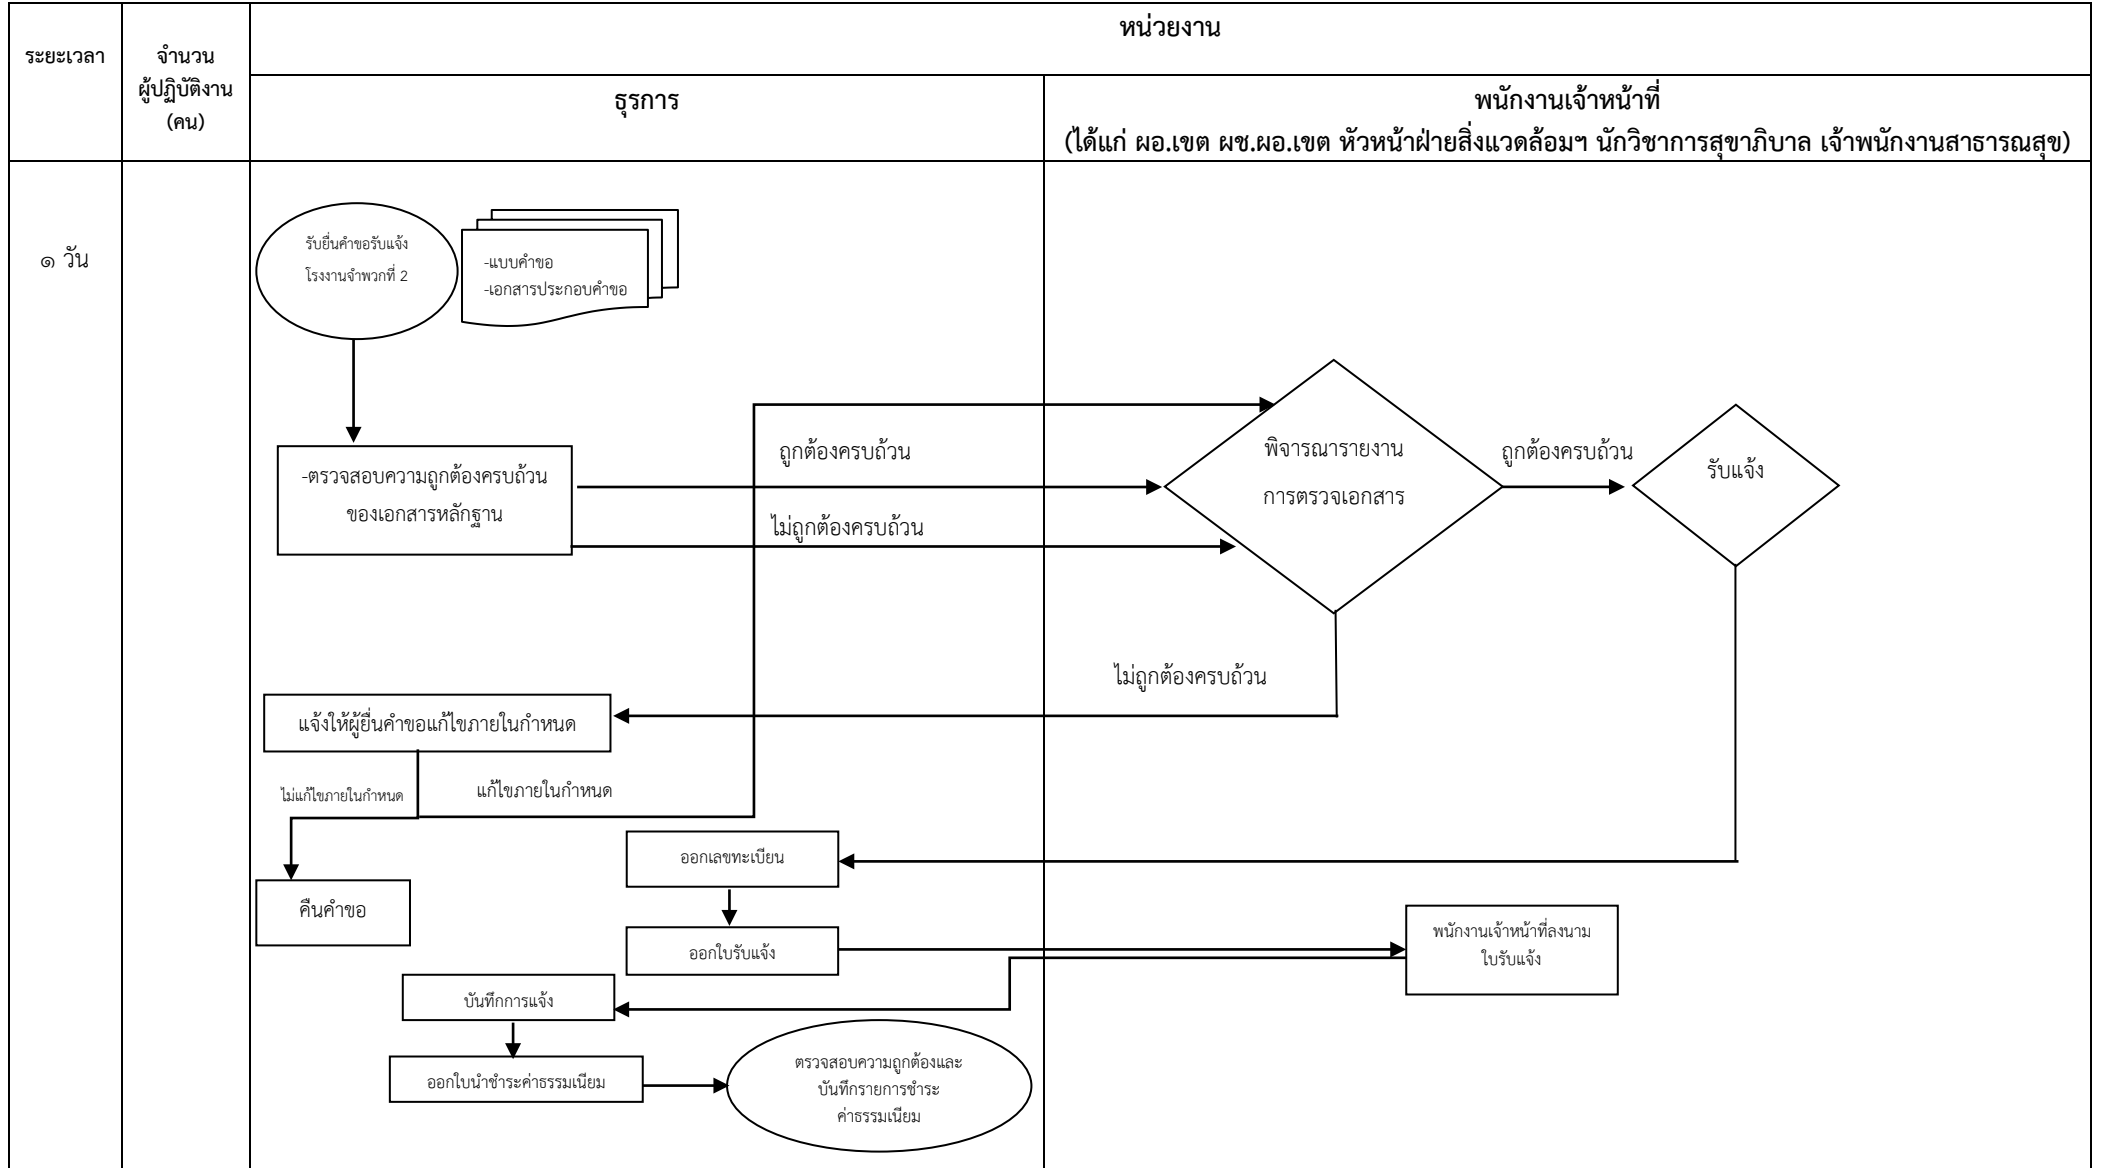 หน่วยงาน
ระยะเวลา
จำนวน
ผู้ปฏิบัติงาน
(คน)
ธุรการ
พนักงานเจ้าหน้าที่
(ได้แก่ ผอ.เขต ผช.ผอ.เขต หัวหน้าฝ่ายสิ่งแวดล้อมฯ นักวิชาการสุขาภิบาล เจ้าพนักงานสาธารณสุข)
๑ วัน
รับยื่นคำขอรับแจ้ง
โรงงานจำพวกที่ 2
-แบบคำขอ
-เอกสารประกอบคำขอ
-ตรวจสอบความถูกต้องครบถ้วน
ของเอกสารหลักฐาน
ถูกต้องครบถ้วน
ไม่ถูกต้องครบถ้วน
พิจารณารายงาน
การตรวจเอกสาร
ถูกต้องครบถ้วน
รับแจ้ง
ไม่ถูกต้องครบถ้วน
แจ้งให้ผู้ยื่นคำขอแก้ไขภายในกำหนด
ไม่แก้ไขภายในกำหนด
แก้ไขภายในกำหนด
ออกเลขทะเบียน
คืนคำขอ
ออกใบรับแจ้ง
พนักงานเจ้าหน้าที่ลงนาม
ใบรับแจ้ง
บันทึกการแจ้ง
ออกใบนำชำระค่าธรรมเนียม
ตรวจสอบความถูกต้องและ
บันทึกรายการชำระ
ค่าธรรมเนียม